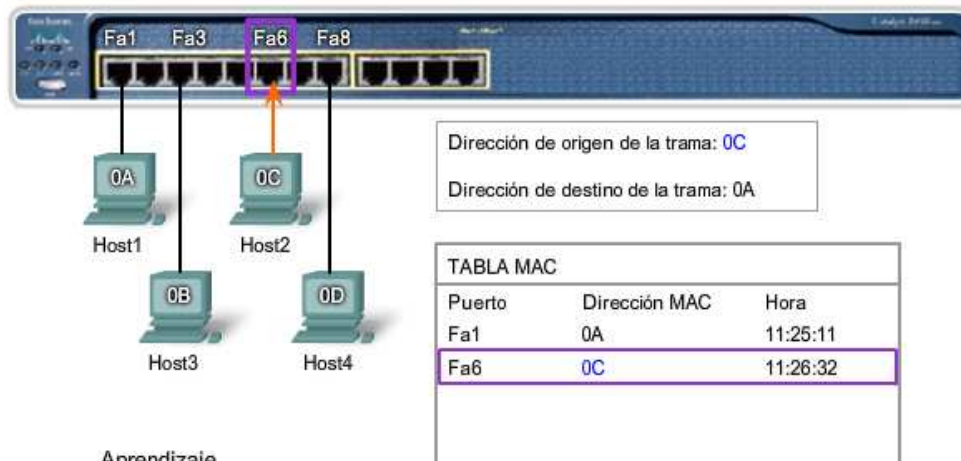 Fa1 Fa3 Fa6 Fa8
Dirección de origen de la trama: 0C
Dirección de destino de la trama: 0A
0A 0C
Host1 Host2
0B 0D
Host3 Host4
TABLA MAC
Puerto Dirección MAC Hora
Fa1 0A 11:25:11
Fa6 0C 11:26:32
Aprendizaje